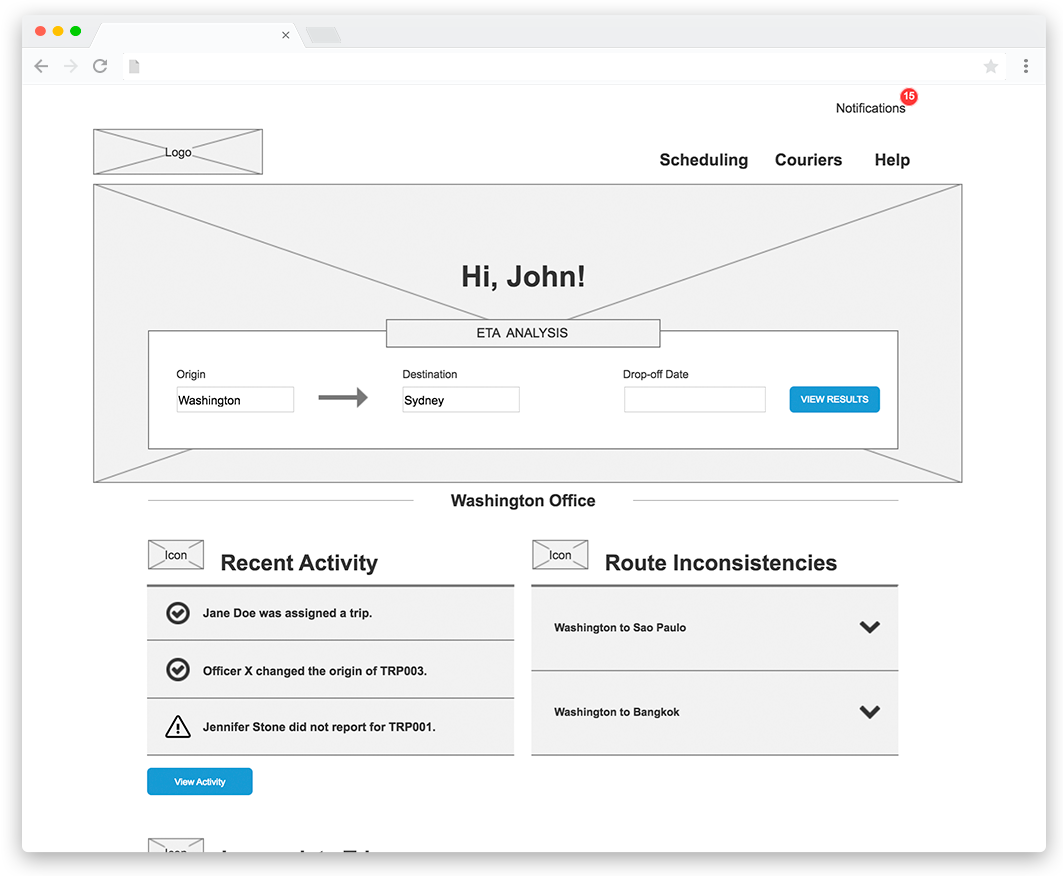 15
Notifications
Logo
Scheduling Couriers Help
Hi, John!
ETA ANALYSIS
Origin
Destination
Drop-off Date
Washington
Sydney
VIEW RESULTS
Washington Office
Icon
Recent Activity
Jane Doe was assigned a trip.
Officer X changed the origin of TRP003.
Jennifer Stone did not report for TRP001.
View Activity
Icon
Route Inconsistencies
Washington to Sao Paulo
Washington to Bangkok